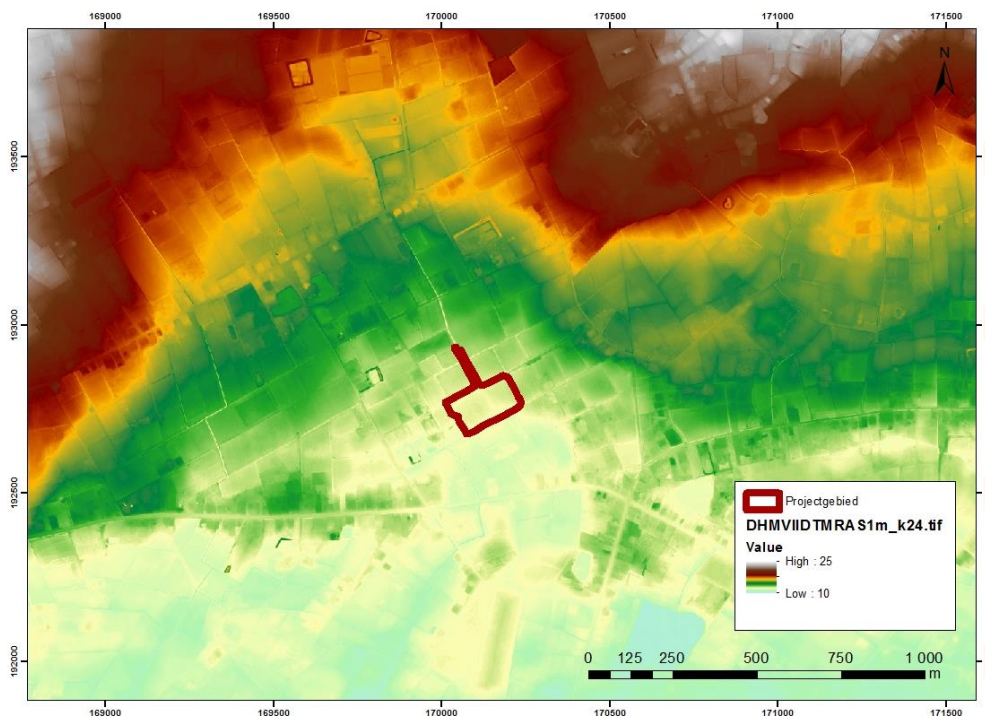 169000 169500 170000 170500 171000 171500
N
193500
193000
192500
192000
Projectgebied
DHMVIIDTMRAS1m_k24.tif
Value
High : 25
Low : 10
0 125 250 500 750 1 000
m
169000 169500 170000 170500 171000 171500